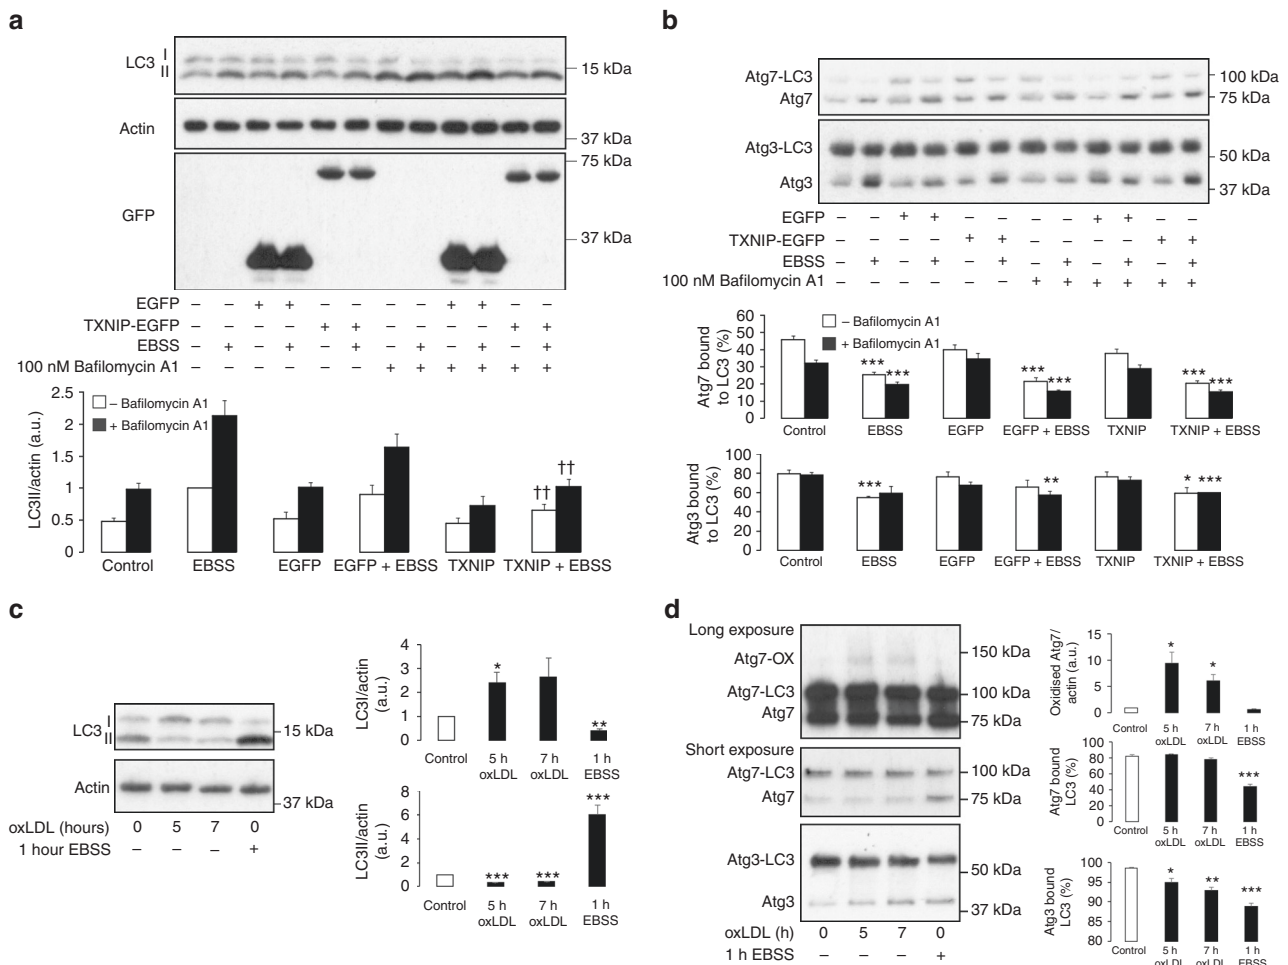 a
LC3 I
II
15 kDa
Actin
37 kDa
75 kDa
GFP
37 kDa
EGFP – – + + – – – – + + – –
TXNIP-EGFP – – – – + + – – – – + +
EBSS – + – + – + – + – + – +
100 nM Bafilomycin A1 – – – – – – + + + + + +
LC3II/actin (a.u.)
2.5
2
1.5
1
0.5
0
– Bafilomycin A1
+ Bafilomycin A1
†† ††
Control EBSS EGFP EGFP + EBSS TXNIP TXNIP + EBSS
b
Atg7-LC3
100 kDa
Atg7
75 kDa
Atg3-LC3
50 kDa
Atg3
37 kDa
EGFP – – + + – – – – + + – –
TXNIP-EGFP – – – – + + – – – – + +
EBSS – + – + – + – + – + – +
100 nM Bafilomycin A1 – – – – – – + + + + + +
Atg7 bound
to LC3 (%)
60
50
40
30
20
10
0
– Bafilomycin A1
+ Bafilomycin A1
*** *** *** *** *** ***
Control EBSS EGFP EGFP + EBSS TXNIP TXNIP + EBSS
Atg3 bound
to LC3 (%)
100
80
60
40
20
0
*** ** * ***
Control EBSS EGFP EGFP + EBSS TXNIP TXNIP + EBSS
c
LC3 I
II
15 kDa
Actin
37 kDa
oxLDL (hours) 0 5 7 0
1 hour EBSS – – – +
LC3I/actin
(a.u.)
4
3
2
1
0
* **
Control 5 h oxLDL 7 h oxLDL 1 h EBSS
LC3II/actin
(a.u.)
8
6
4
2
0
*** *** ***
Control 5 h oxLDL 7 h oxLDL 1 h EBSS
d
Long exposure
Atg7-OX
150 kDa
Atg7-LC3
100 kDa
Atg7
75 kDa
Short exposure
Atg7-LC3
100 kDa
Atg7
75 kDa
Atg3-LC3
50 kDa
Atg3
37 kDa
oxLDL (h) 0 5 7 0
1 h EBSS – – – +
Oxidised Atg7/
actin (a.u.)
15
10
5
0
* *
Control 5 h oxLDL 7 h oxLDL 1 h EBSS
Atg7 bound
LC3 (%)
100
80
60
40
20
0
***
Control 5 h oxLDL 7 h oxLDL 1 h EBSS
Atg3 bound
LC3 (%)
100
95
90
85
80
* ** ***
Control 5 h oxLDL 7 h oxLDL 1 h EBSS